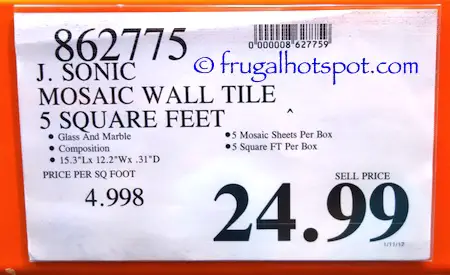 862775
0000008627759
© frugalhotspot.com
J. SONIC
MOSAIC WALL TILE
5 SQUARE FEET ^
• Glass And Marble
• 5 Mosaic Sheets Per Box
• Composition
• 5 Square FT Per Box
• 15.3"Lx 12.2"Wx .31"D
PRICE PER SQ FOOT
SELL PRICE
4.998
24.99